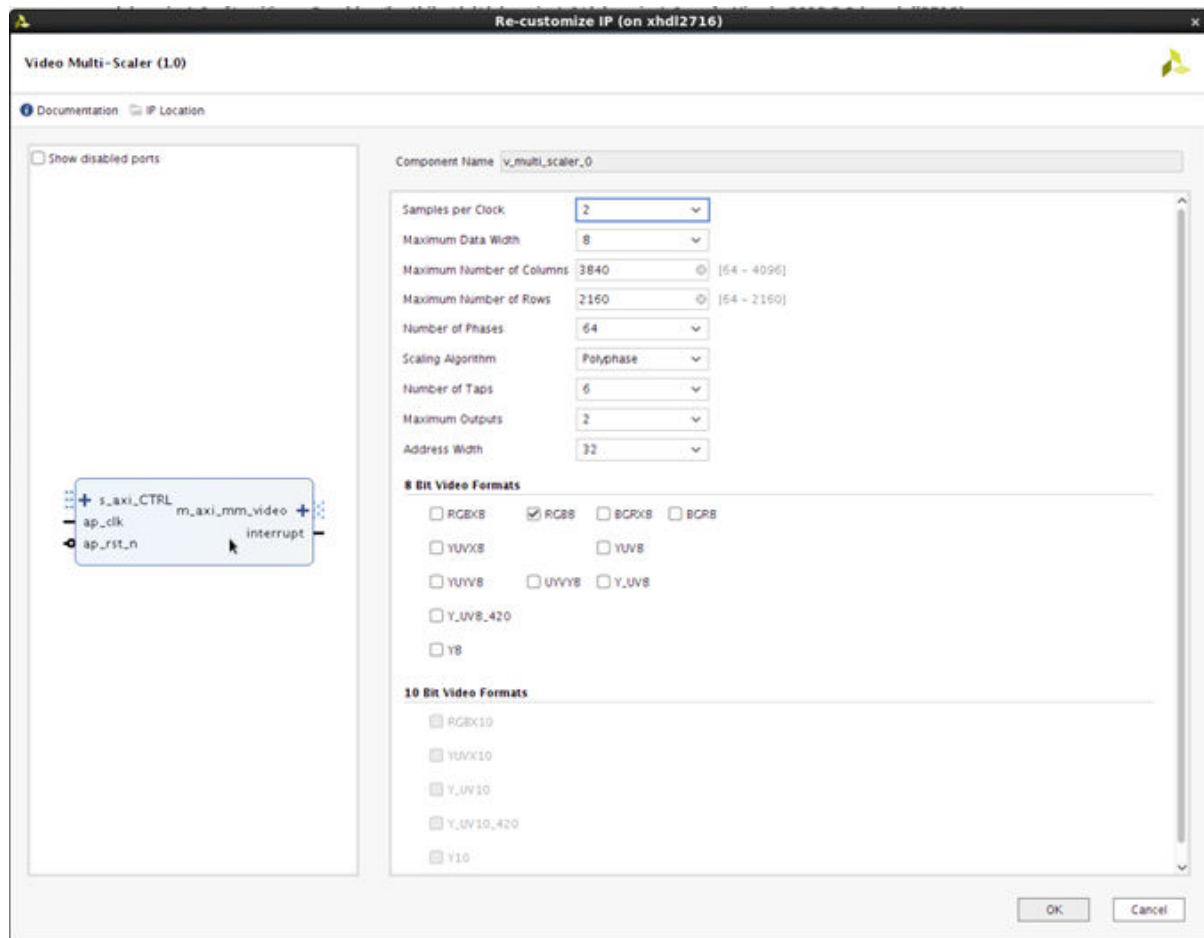 Re-customize IP (on xhdl2716)
Video Multi-Scaler (1.0)
Documentation IP Location
Show disabled ports
s_axi_CTRL
m_axi_mm_video
ap_clk
interrupt
ap_rst_n
Component Name v_multi_scaler_0
Samples per Clock 2
Maximum Data Width 8
Maximum Number of Columns 3840 [64 - 4096]
Maximum Number of Rows 2160 [64 - 2160]
Number of Phases 64
Scaling Algorithm Polyphase
Number of Taps 6
Maximum Outputs 2
Address Width 32
8 Bit Video Formats
RGBX8 RGB8 BGRX8 BGR8
YUVX8 YUV8
YUYV8 UYVY8 Y_UV8
Y_UV8_420
Y8
10 Bit Video Formats
RGBX10
YUVX10
Y_UV10
Y_UV10_420
Y10
OK Cancel